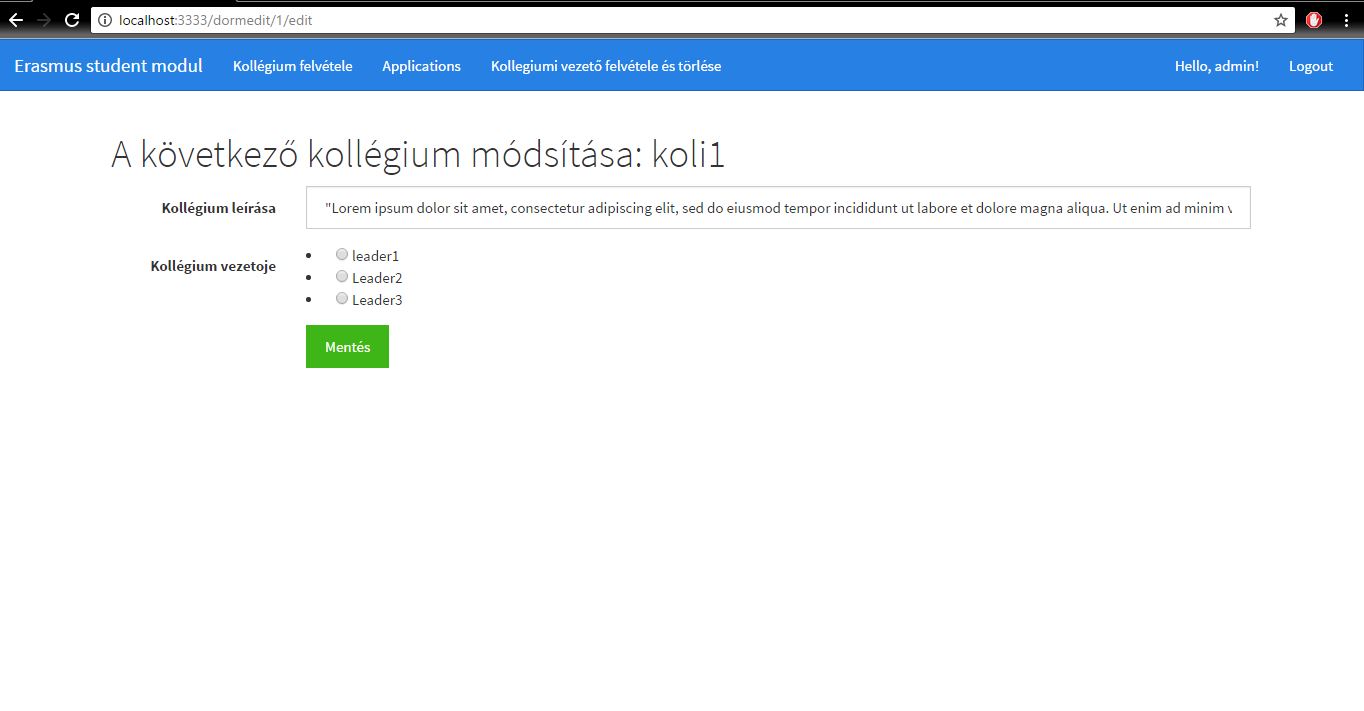 localhost:3333/dormedit/1/edit
Erasmus student modul Kollégium felvétele Applications Kollegiumi vezető felvétele és törlése Hello, admin! Logout
A következő kollégium módsítása: koli1
Kollégium leírása "Lorem ipsum dolor sit amet, consectetur adipiscing elit, sed do eiusmod tempor incididunt ut labore et dolore magna aliqua. Ut enim ad minim
Kollégium vezetoje
leader1
Leader2
Leader3
Mentés